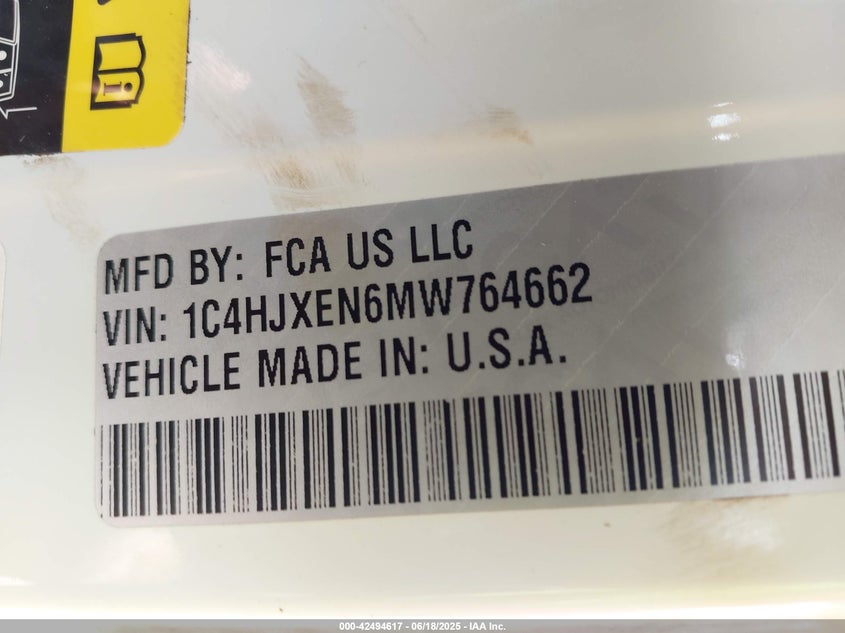 MFD BY: FCA US LLC
VIN: 1C4HJXEN6MW764662
VEHICLE MADE IN: U.S.A.
000-42494617 - 06/18/2025 - IAA Inc.